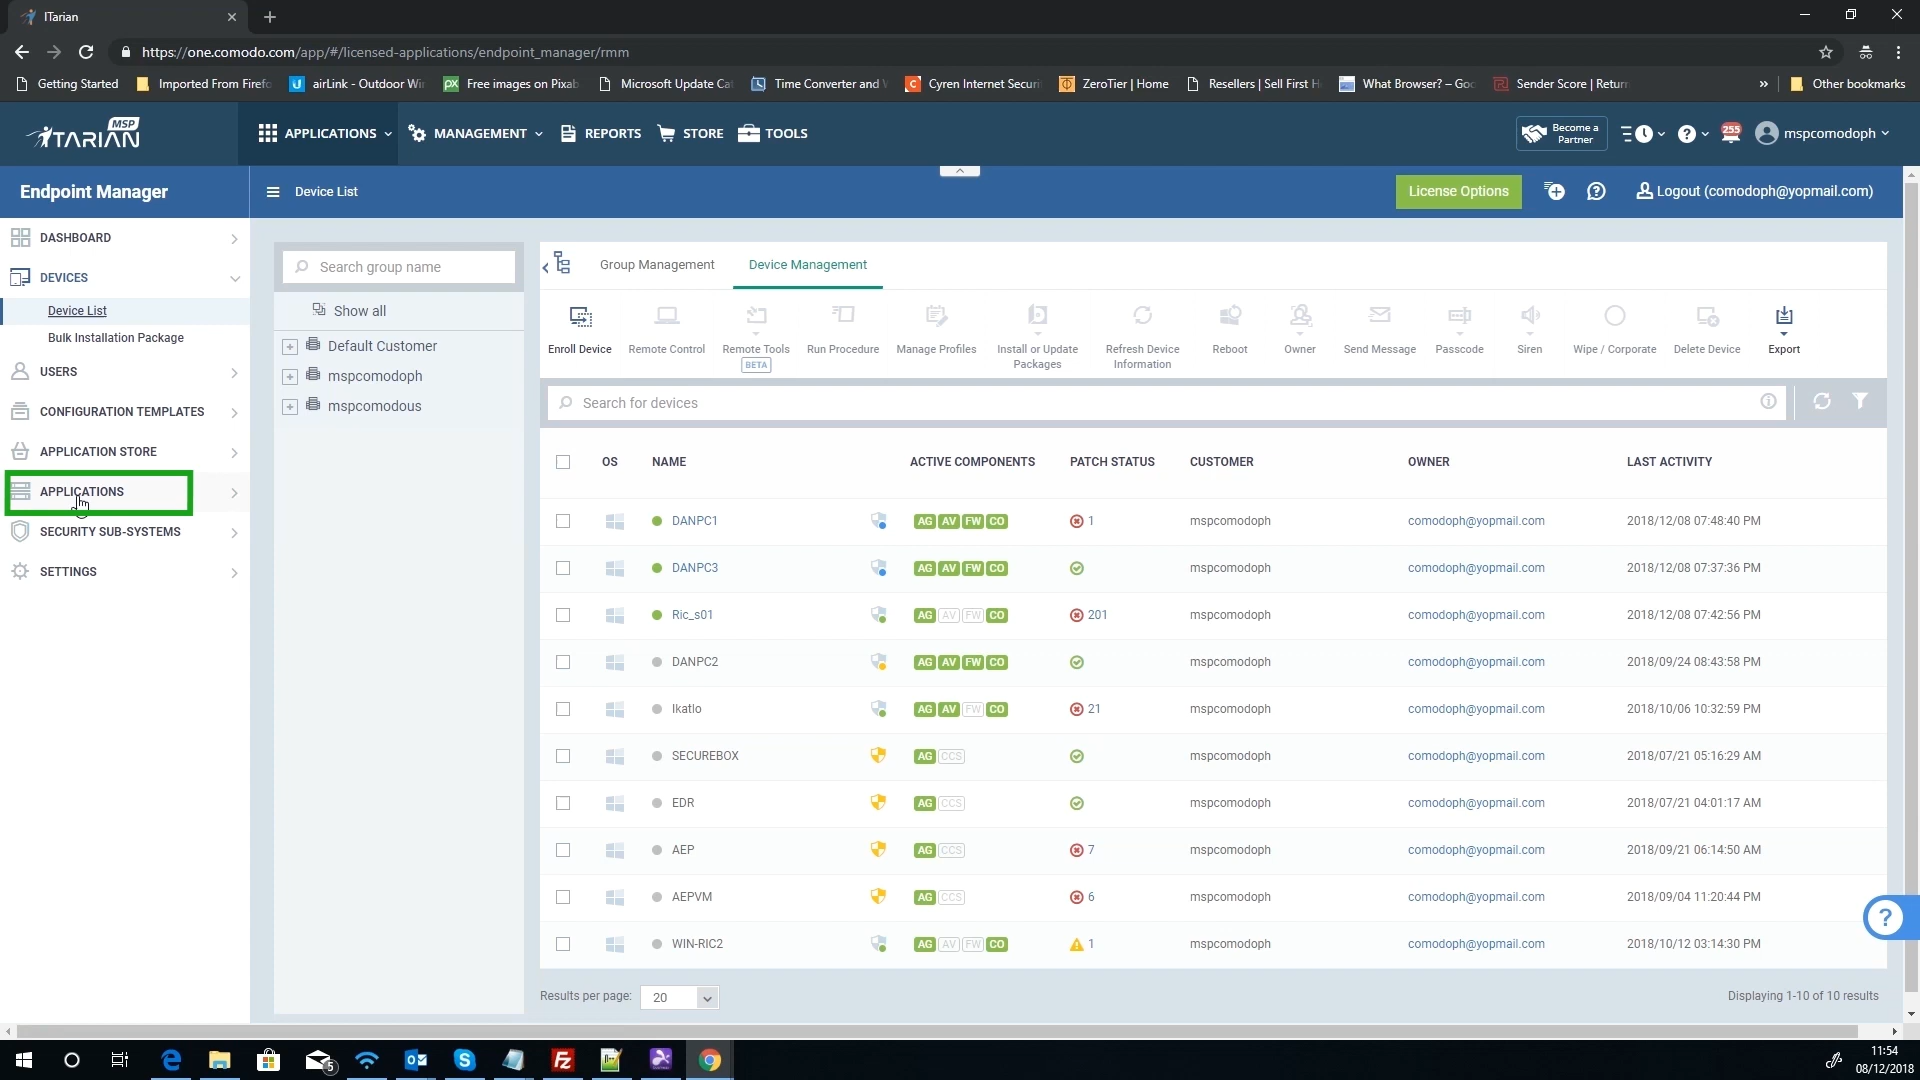 ITarian
https://one.comodo.com/app/#/licensed-applications/endpoint_manager/rmm
Getting Started
Imported From Firefo
airLink - Outdoor Wi
Free images on Pixab
Microsoft Update Cat
Time Converter and W
Cyren Internet Securi
ZeroTier | Home
Resellers | Sell First H
What Browser? – Goo
Sender Score | Return
»
Other bookmarks
ITARIAN MSP
APPLICATIONS
MANAGEMENT
REPORTS
STORE
TOOLS
Become a
Partner
255
mspcomodoph
Endpoint Manager
Device List
License Options
Logout (comodoph@yopmail.com)
DASHBOARD
DEVICES
Device List
Bulk Installation Package
USERS
CONFIGURATION TEMPLATES
APPLICATION STORE
APPLICATIONS
SECURITY SUB-SYSTEMS
SETTINGS
Search group name
Show all
Default Customer
mspcomodoph
mspcomodous
Group Management
Device Management
Enroll Device
Remote Control
Remote Tools
BETA
Run Procedure
Manage Profiles
Install or Update
Packages
Refresh Device
Information
Reboot
Owner
Send Message
Passcode
Siren
Wipe / Corporate
Delete Device
Export
Search for devices
OS NAME ACTIVE COMPONENTS PATCH STATUS CUSTOMER OWNER LAST ACTIVITY
DANPC1 AG AV FW CO 1 mspcomodoph comodoph@yopmail.com 2018/12/08 07:48:40 PM
DANPC3 AG AV FW CO mspcomodoph comodoph@yopmail.com 2018/12/08 07:37:36 PM
Ric_s01 AG AV FW CO 201 mspcomodoph comodoph@yopmail.com 2018/12/08 07:42:56 PM
DANPC2 AG AV FW CO mspcomodoph comodoph@yopmail.com 2018/09/24 08:43:58 PM
Ikatlo AG AV FW CO 21 mspcomodoph comodoph@yopmail.com 2018/10/06 10:32:59 PM
SECUREBOX AG CCS mspcomodoph comodoph@yopmail.com 2018/07/21 05:16:29 AM
EDR AG CCS mspcomodoph comodoph@yopmail.com 2018/07/21 04:01:17 AM
AEP AG CCS 7 mspcomodoph comodoph@yopmail.com 2018/09/21 06:14:50 AM
AEPVM AG CCS 6 mspcomodoph comodoph@yopmail.com 2018/09/04 11:20:44 PM
WIN-RIC2 AG AV FW CO 1 mspcomodoph comodoph@yopmail.com 2018/10/12 03:14:30 PM
Results per page: 20
Displaying 1-10 of 10 results
?
5
11:54
08/12/2018